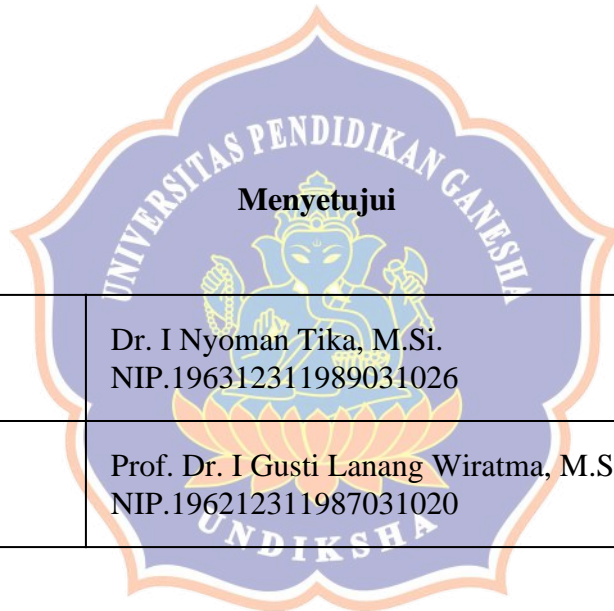 UNIVERSITAS PENDIDIKAN GANESHA
Menyetujui
Dr. I Nyoman Tika, M.Si.
NIP.196312311989031026
Prof. Dr. I Gusti Lanang Wiratma, M.S
NIP.196212311987031020
UNDIKSHA